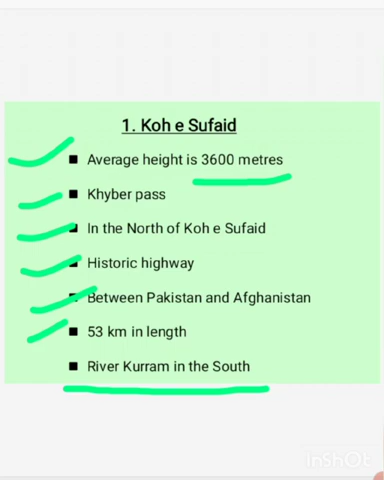 1. Koh e Sufaid
■ Average height is 3600 metres
■ Khyber pass
■ In the North of Koh e Sufaid
■ Historic highway
■ Between Pakistan and Afghanistan
■ 53 km in length
■ River Kurram in the South
InShOt